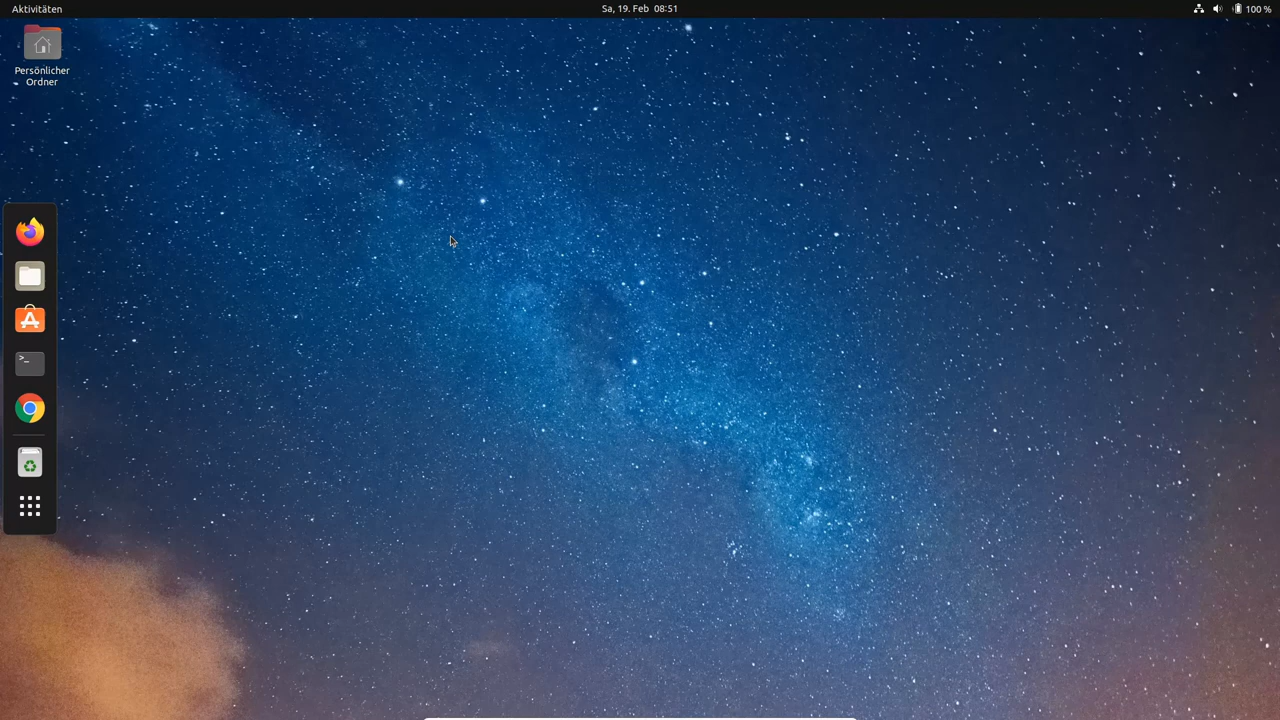 Aktivitäten
Sa, 19. Feb 08:51
100 %
Persönlicher
Ordner
>_